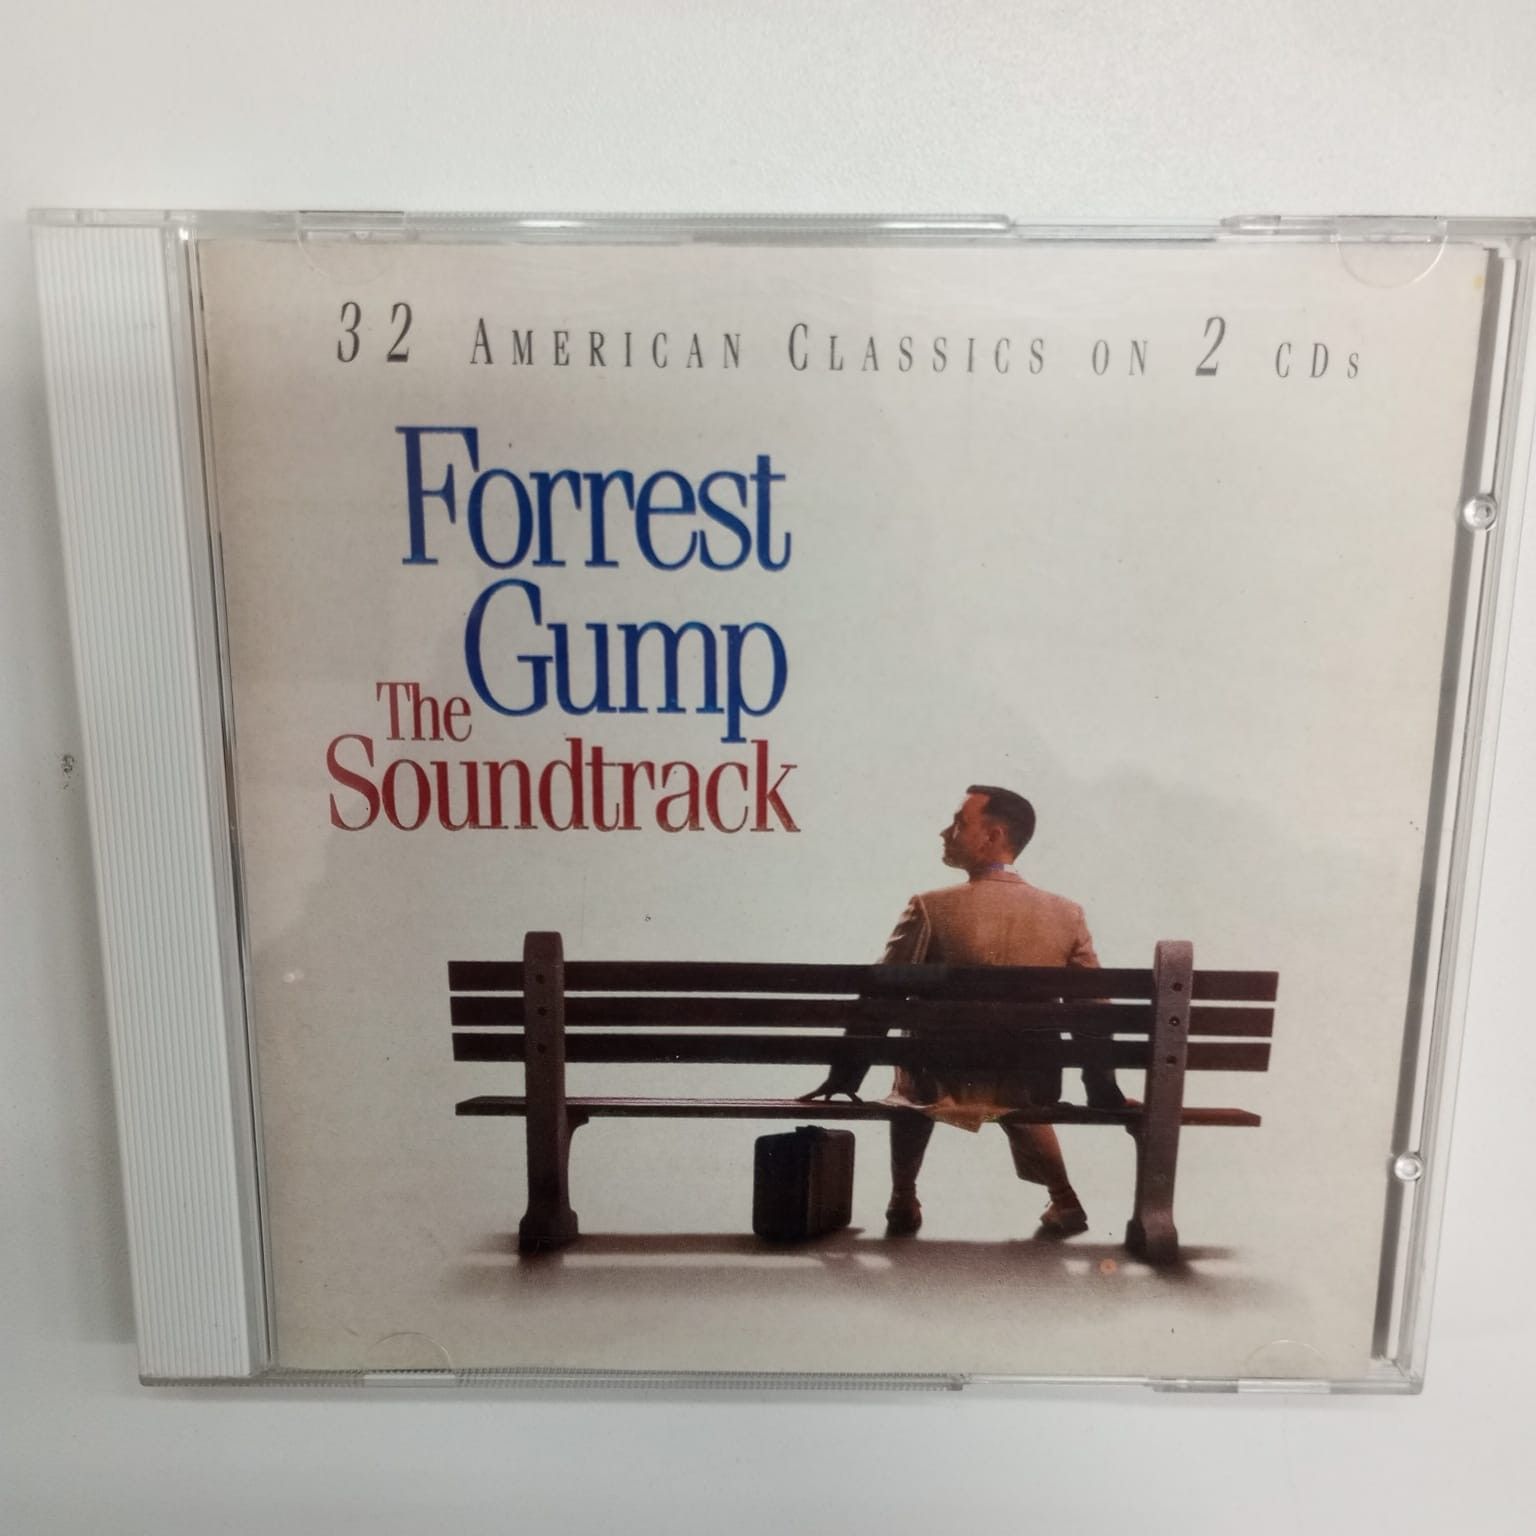 32 American Classics on 2 CDs
Forrest
Gump
The
Soundtrack